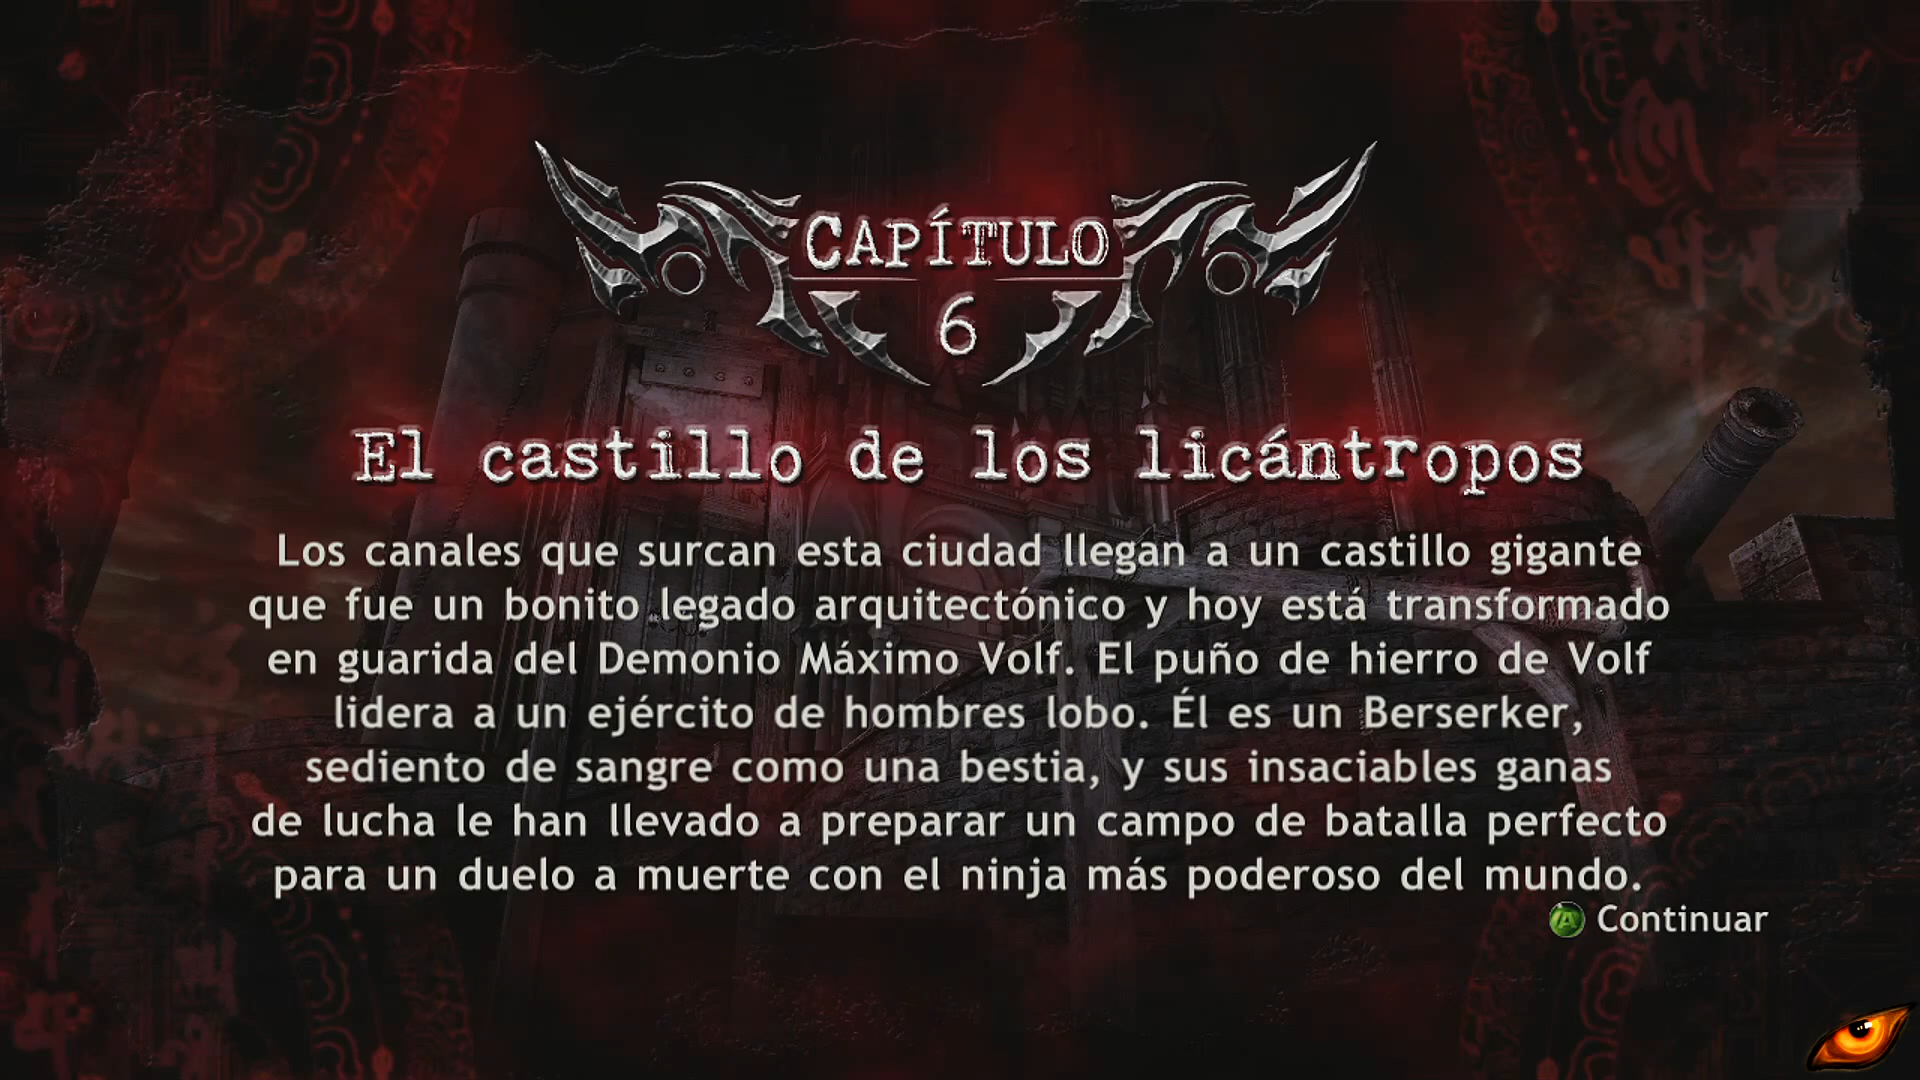 CAPÍTULO
6
El castillo de los licántropos
Los canales que surcan esta ciudad llegan a un castillo gigante
que fue un bonito legado arquitectónico y hoy está transformado
en guarida del Demonio Máximo Volf. El puño de hierro de Volf
lidera a un ejército de hombres lobo. Él es un Berserker,
sediento de sangre como una bestia, y sus insaciables ganas
de lucha le han llevado a preparar un campo de batalla perfecto
para un duelo a muerte con el ninja más poderoso del mundo.
A Continuar